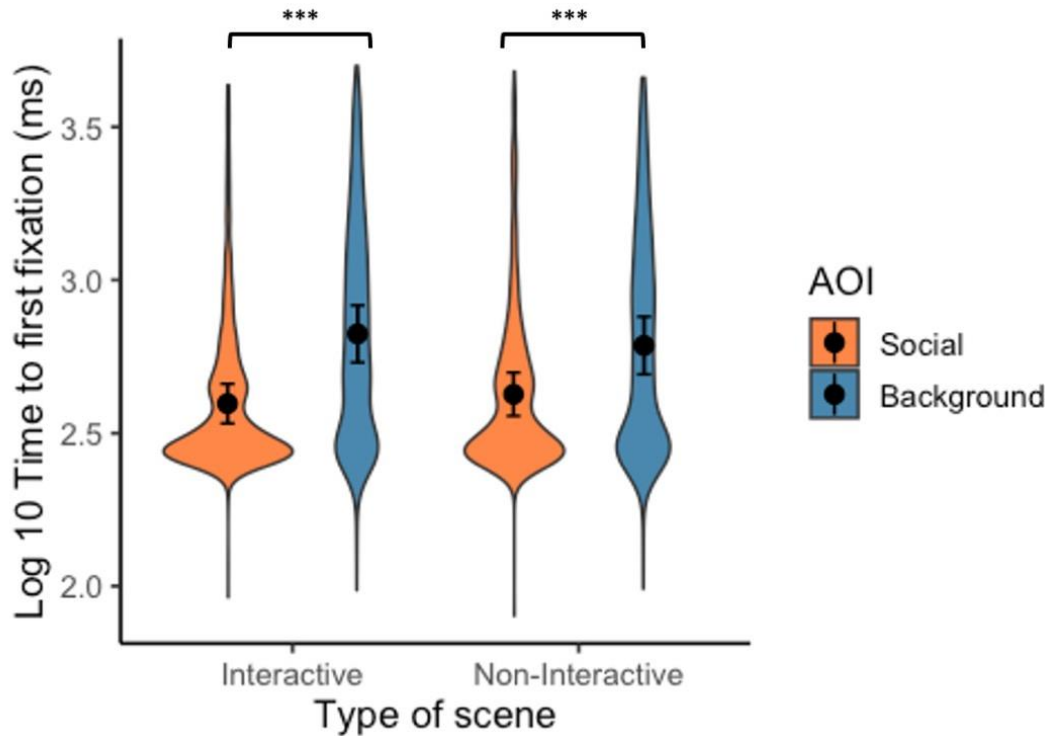 *** ***
Log 10 Time to first fixation (ms)
3.5
3.0
2.5
2.0
Interactive Non-Interactive
Type of scene
AOI
Social
Background